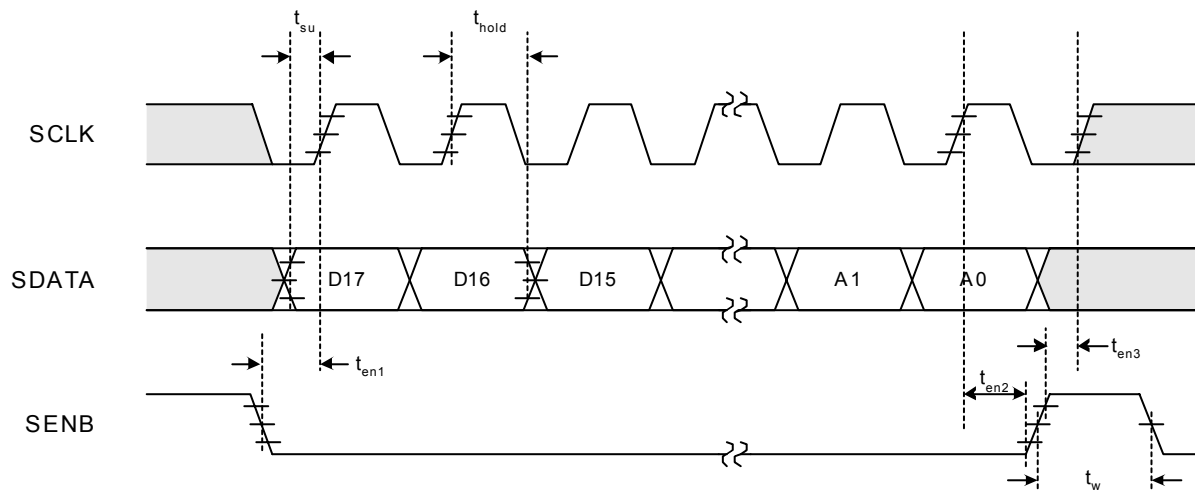 tsu
thold
SCLK
SDATA
D17
D16
D15
A1
A0
ten1
ten3
ten2
SENB
tw